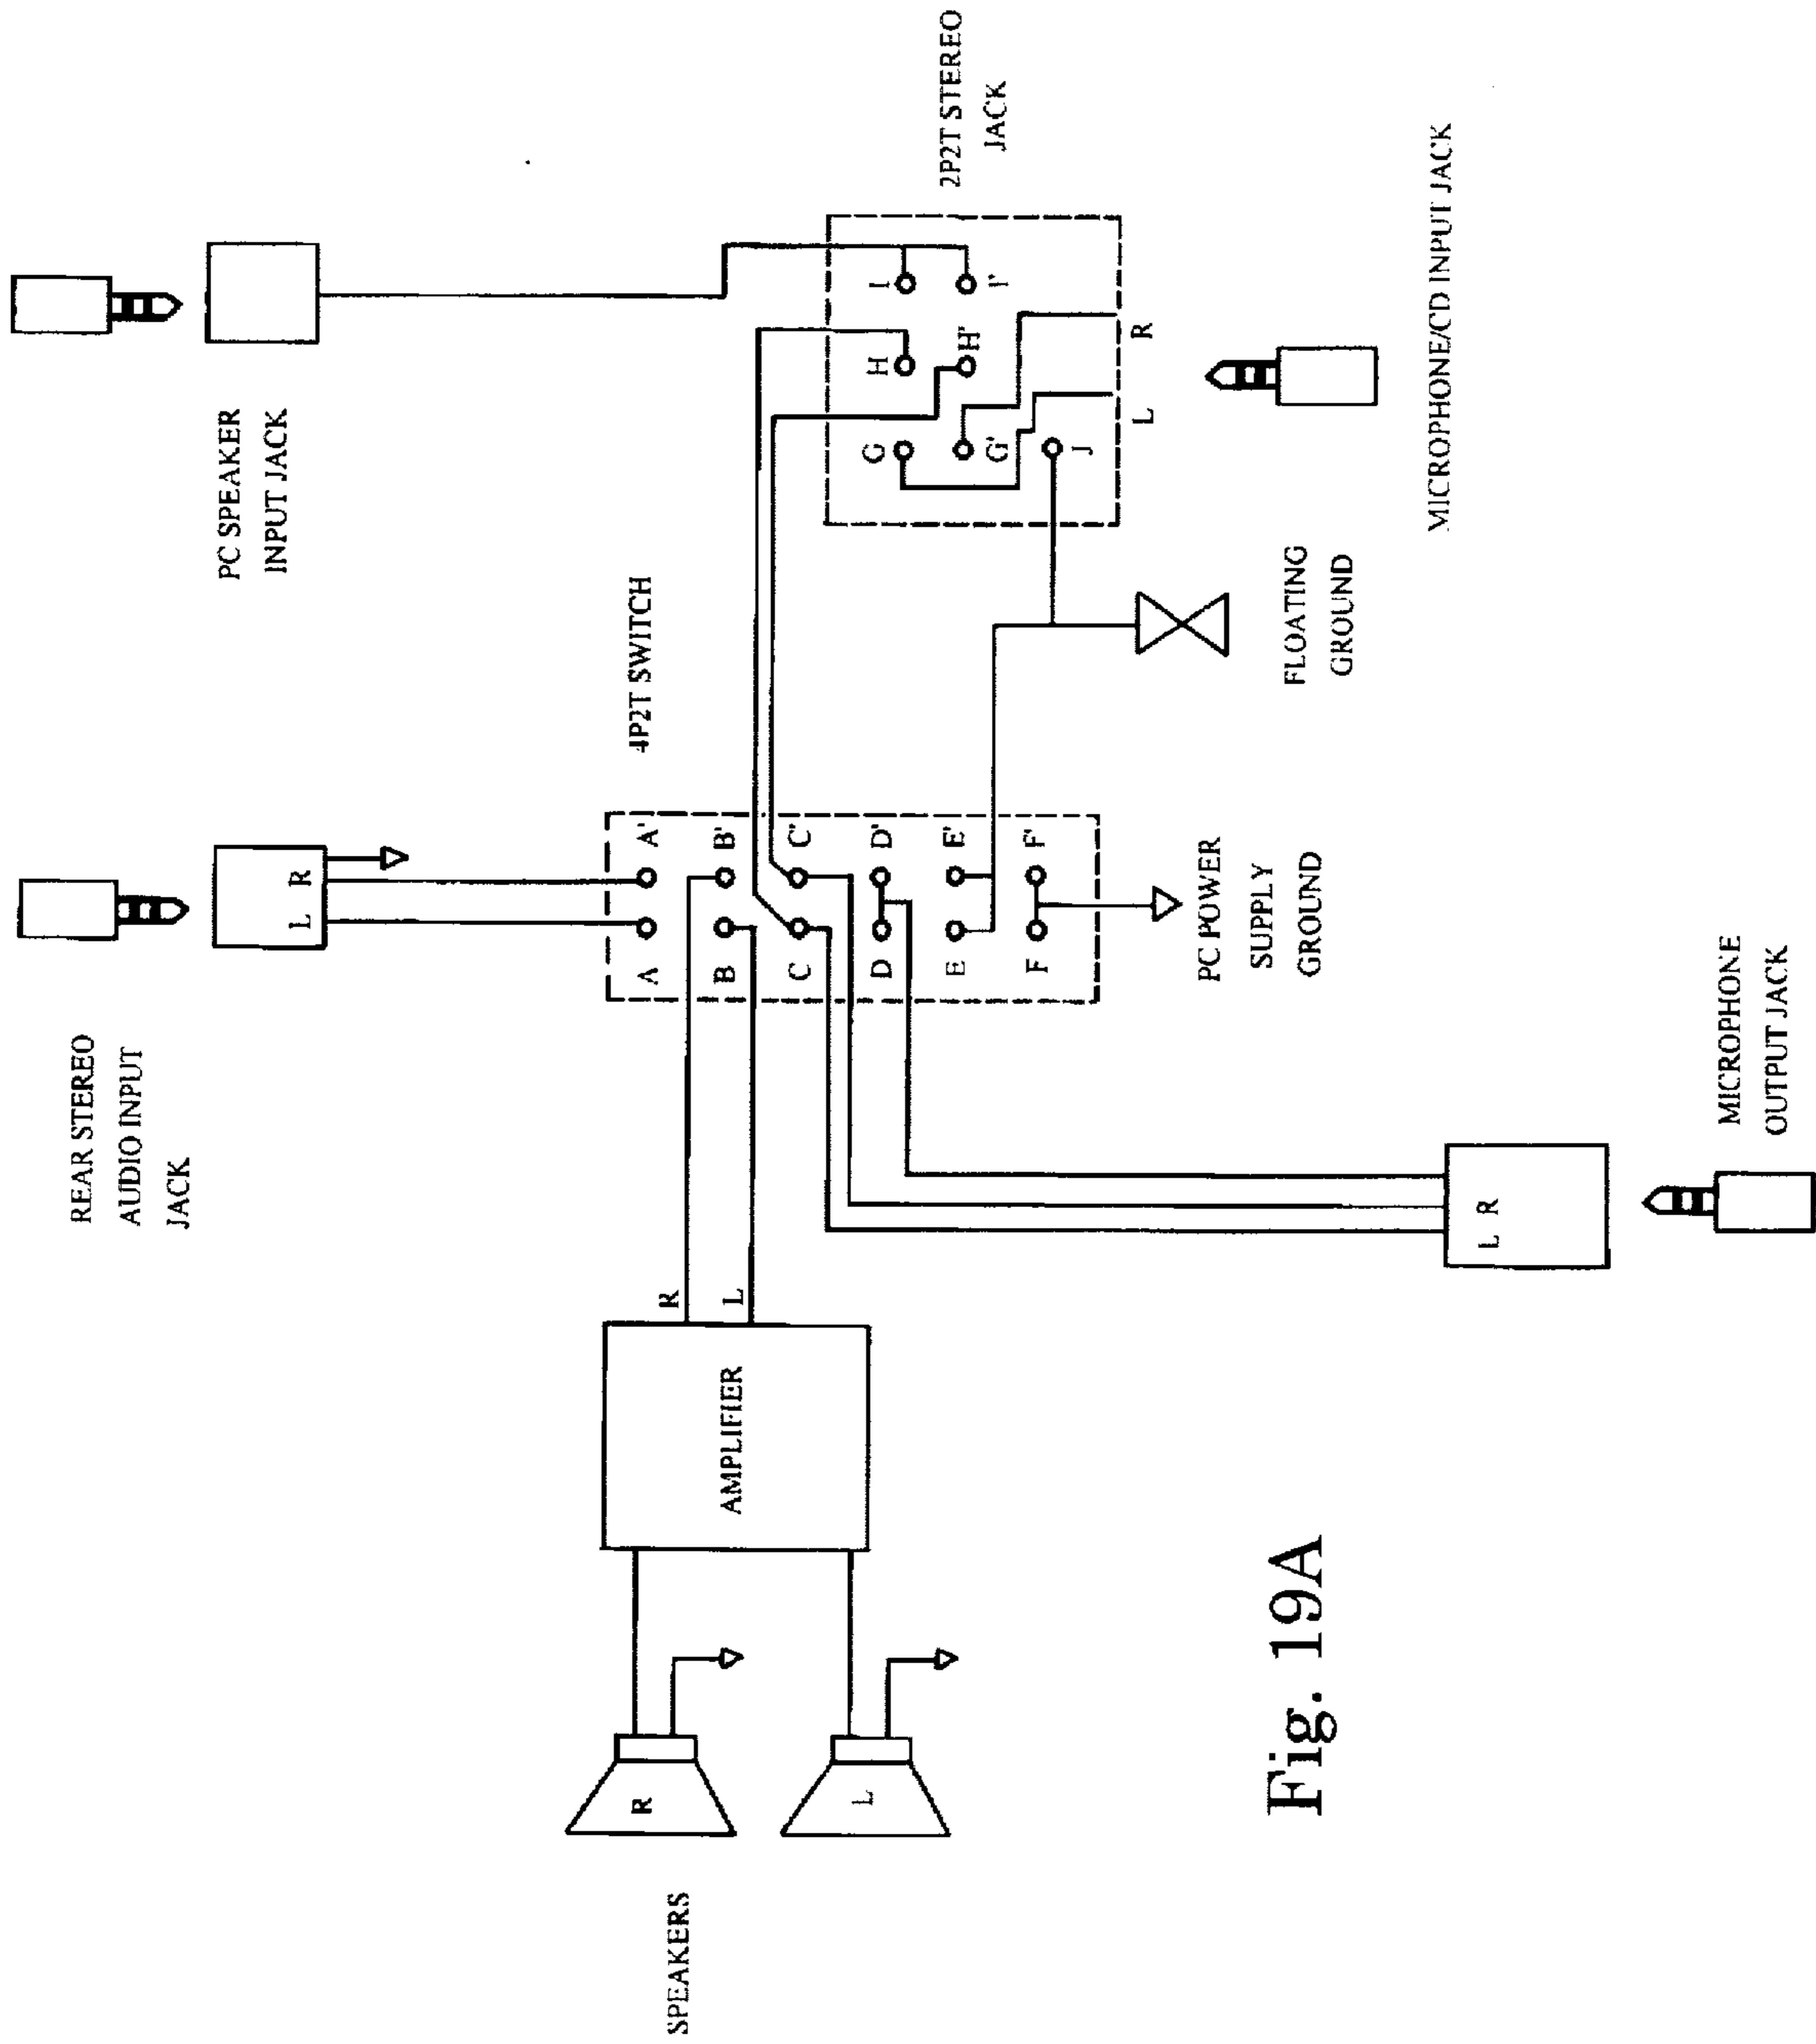 REAR STEREO
AUDIO INPUT
JACK
L R
PC SPEAKER
INPUT JACK
4P2T SWITCH
A A'
B B'
C C'
D D'
E E'
F F'
PC POWER
SUPPLY
GROUND
2P2T STEREO
JACK
G H I
G' H' I'
J
L R
FLOATING
GROUND
MICROPHONE/CD INPUT JACK
MICROPHONE
OUTPUT JACK
L R
AMPLIFIER
R
L
SPEAKERS
R
L
Fig. 19A